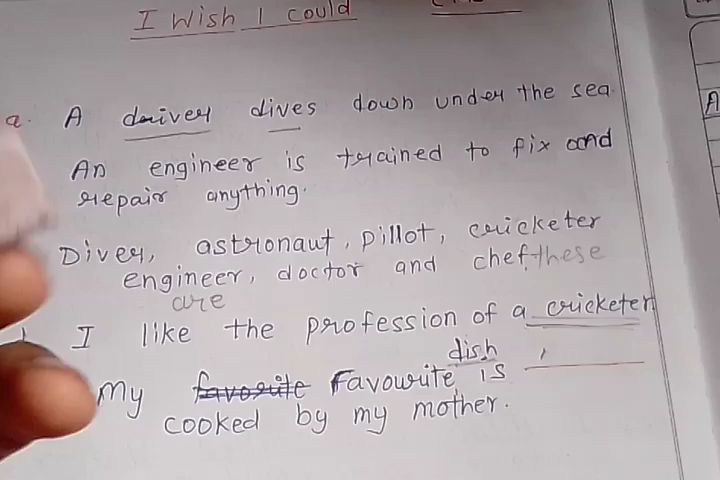 I Wish I could
a. A driver dives down under the sea.
An engineer is trained to fix and
repair anything.
Diver, astronaut, pillot, cricketer
engineer, doctor and chef. these
are
I like the profession of a cricketer
dish
My favourite Favourite is
cooked by my mother.
A